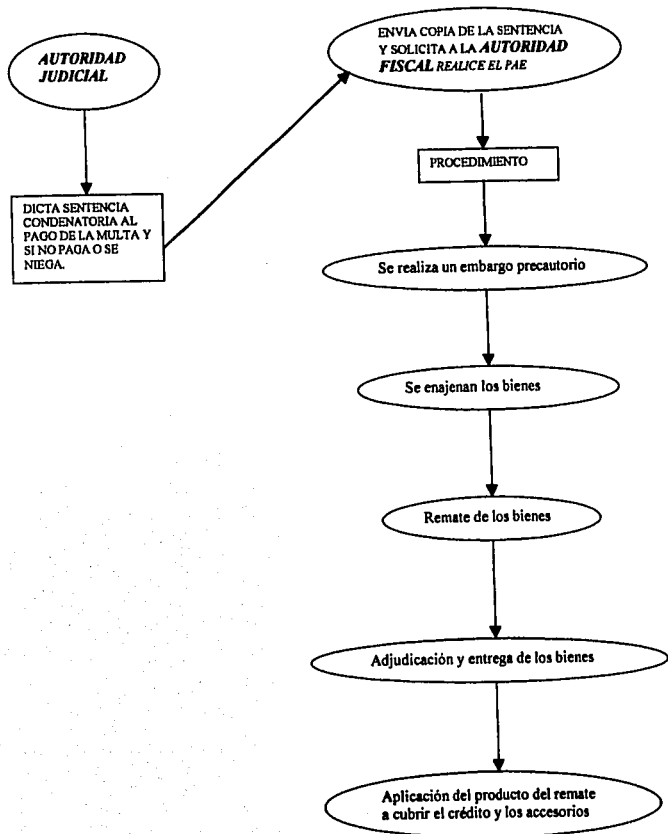 AUTORIDAD
JUDICIAL
DICTA SENTENCIA
CONDENATORIA AL
PAGO DE LA MULTA Y
SI NO PAGA O SE
NIEGA.
ENVIA COPIA DE LA SENTENCIA
Y SOLICITA A LA AUTORIDAD
FISCAL REALICE EL PAE
PROCEDIMIENTO
Se realiza un embargo precautorio
Se enajenan los bienes
Remate de los bienes
Adjudicación y entrega de los bienes
Aplicación del producto del remate
a cubrir el crédito y los accesorios